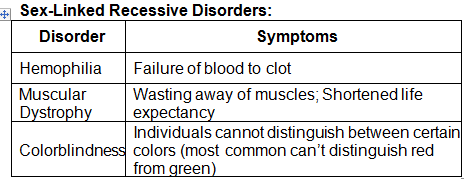 Sex-Linked Recessive Disorders:
Disorder Symptoms
Hemophilia Failure of blood to clot
Muscular Dystrophy Wasting away of muscles; Shortened life
expectancy
Colorblindness Individuals cannot distinguish between certain
colors (most common can't distinguish red
from green)